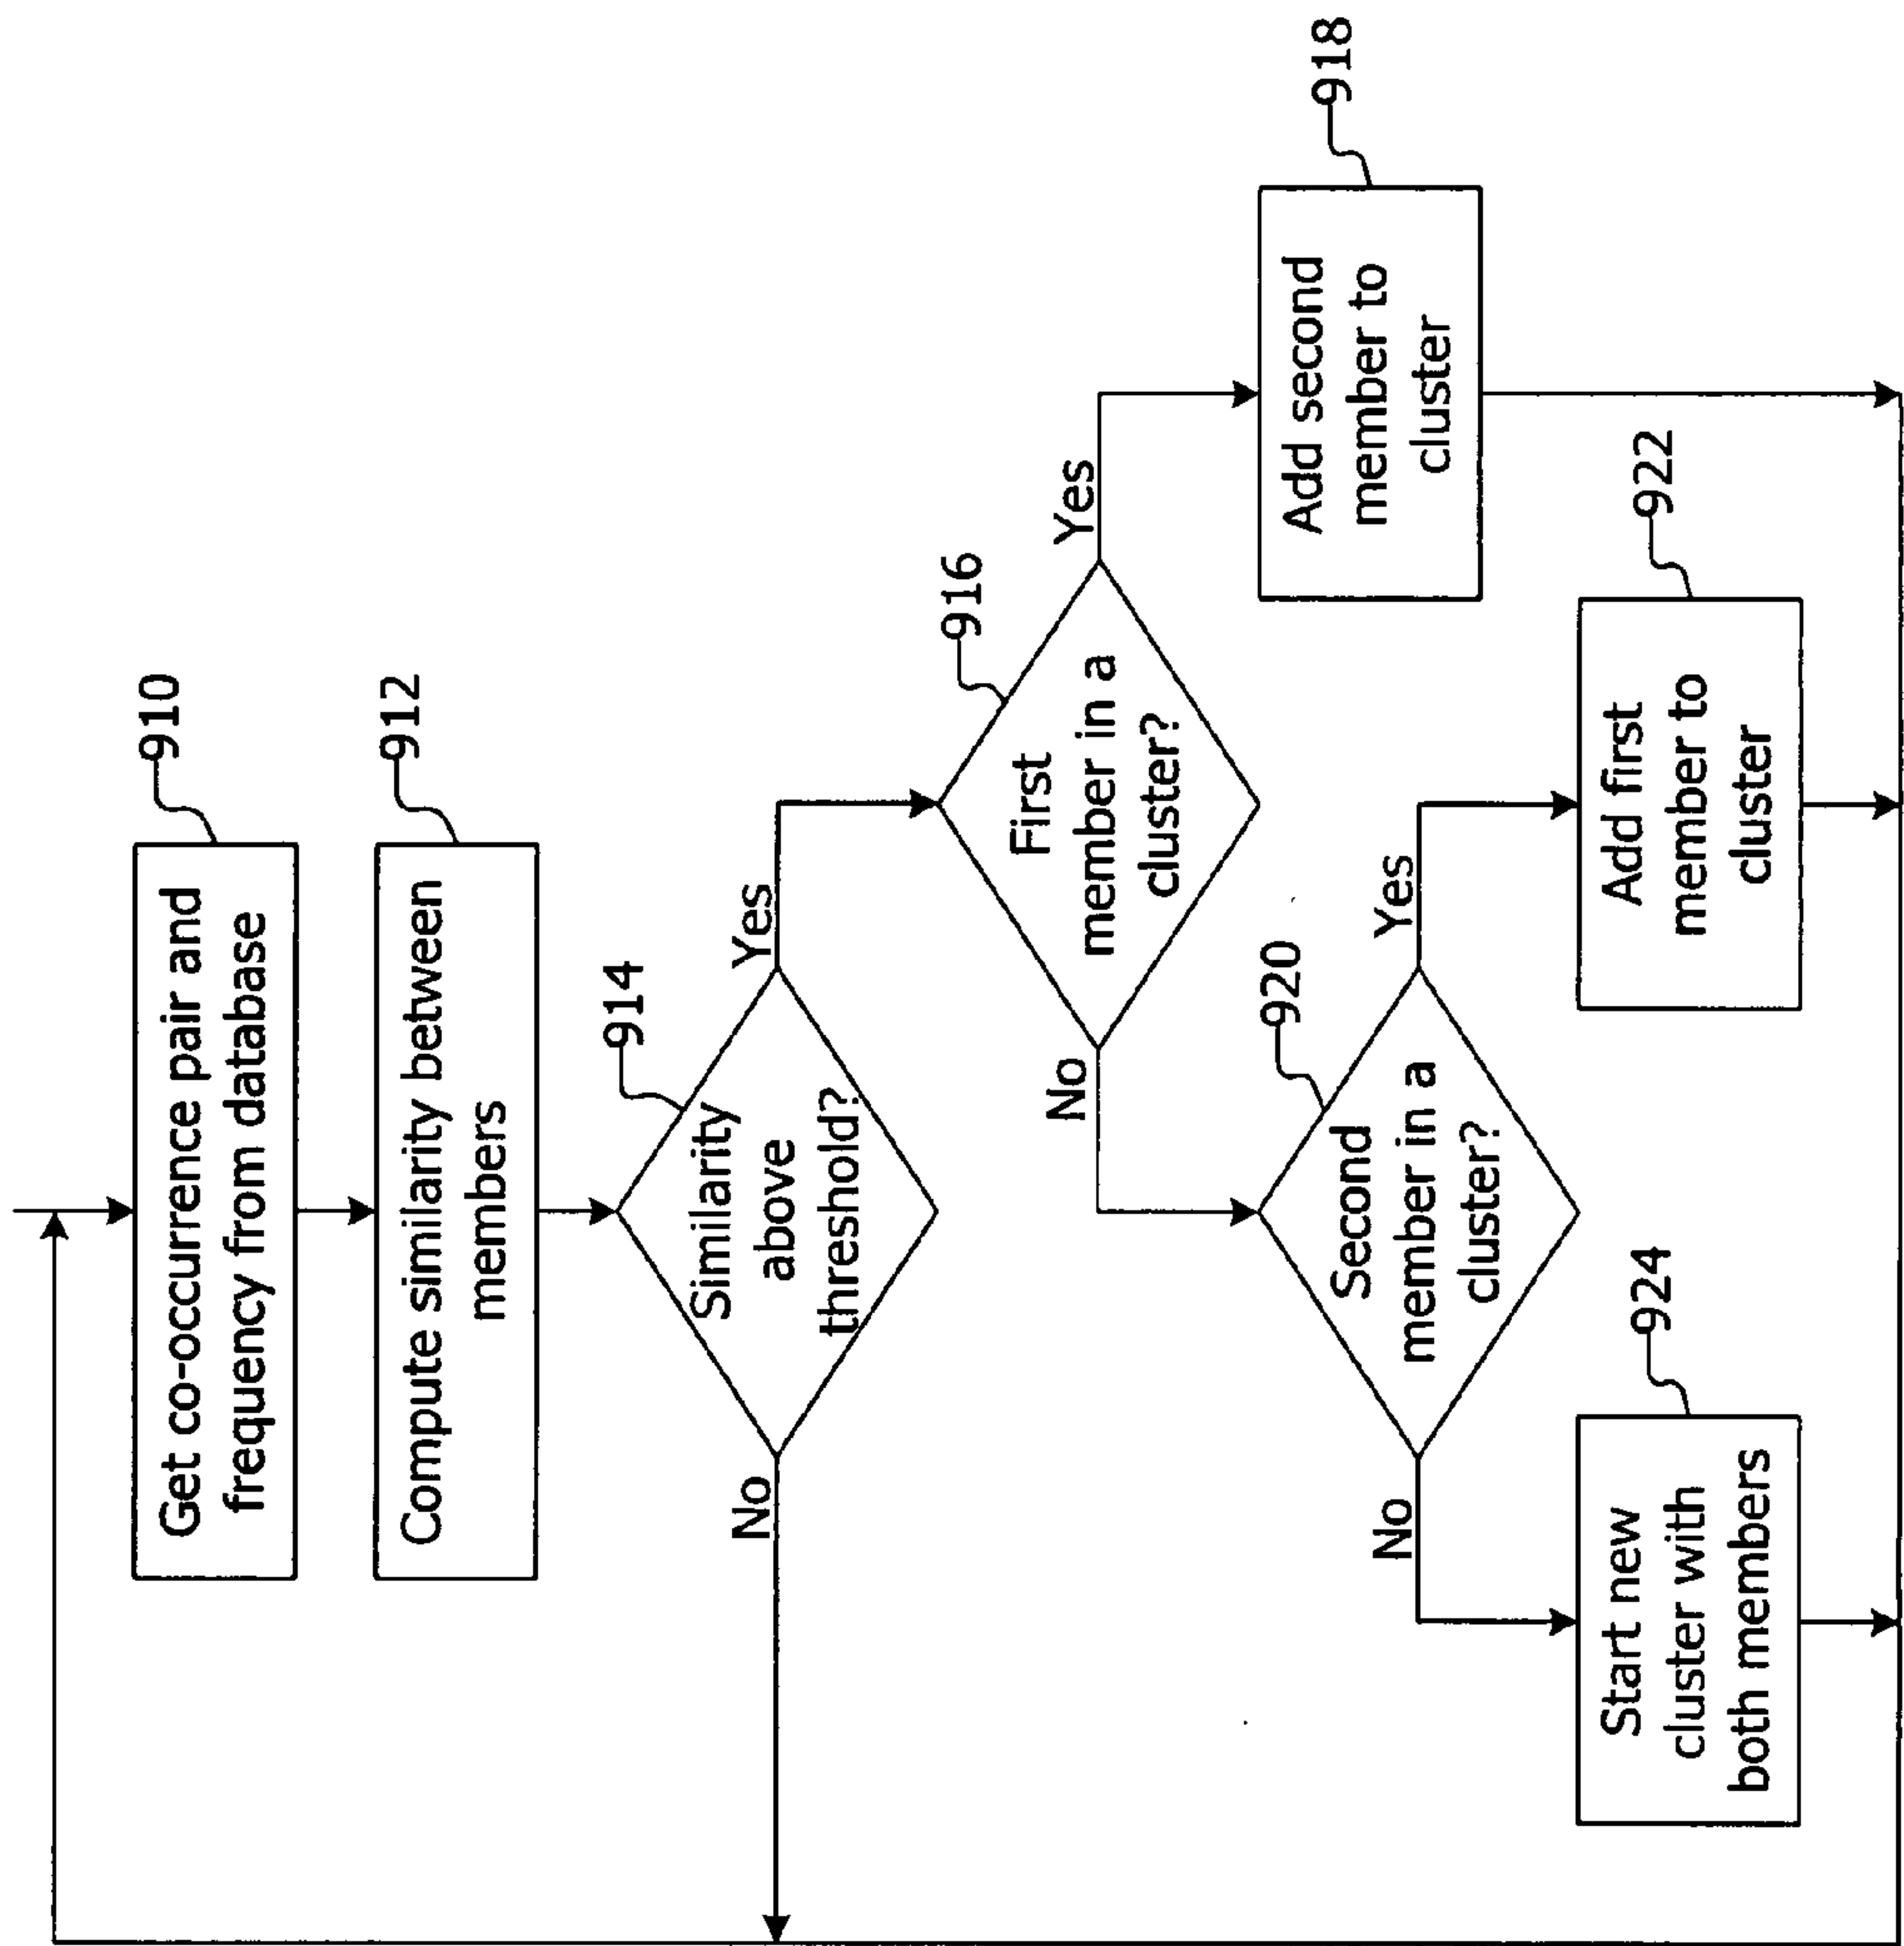 Get co-occurrence pair and
frequency from database
910
Compute similarity between
members
912
Similarity
above
threshold?
914
No
Yes
First
member in a
cluster?
916
No
Yes
Add second
member to
cluster
918
Second
member in a
cluster?
920
No
Yes
Add first
member to
cluster
922
Start new
cluster with
both members
924